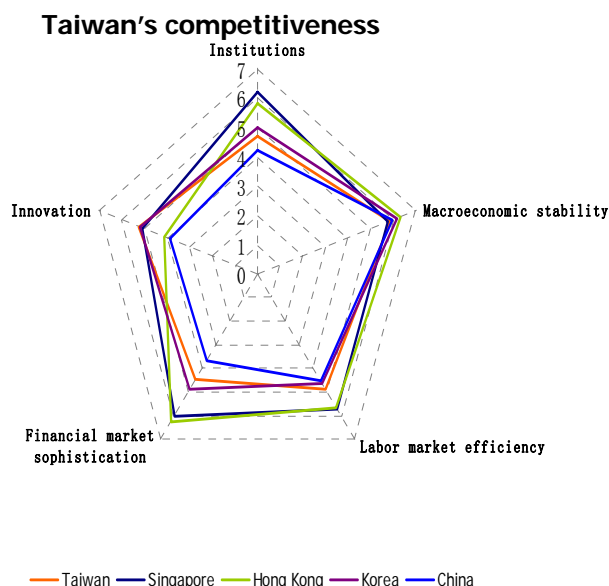 Taiwan's competitiveness
Institutions
7
6
5
4
3
2
1
0
Innovation
Macroeconomic stability
Financial market
sophistication
Labor market efficiency
Taiwan Singapore Hong Kong Korea China